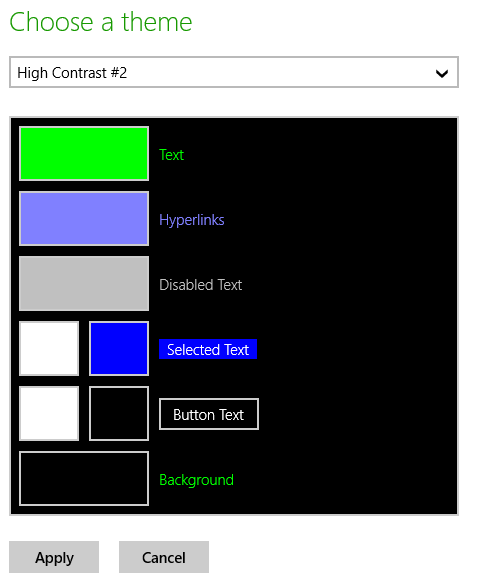 Choose a theme
High Contrast #2
Text
Hyperlinks
Disabled Text
Selected Text
Button Text
Background
Apply Cancel